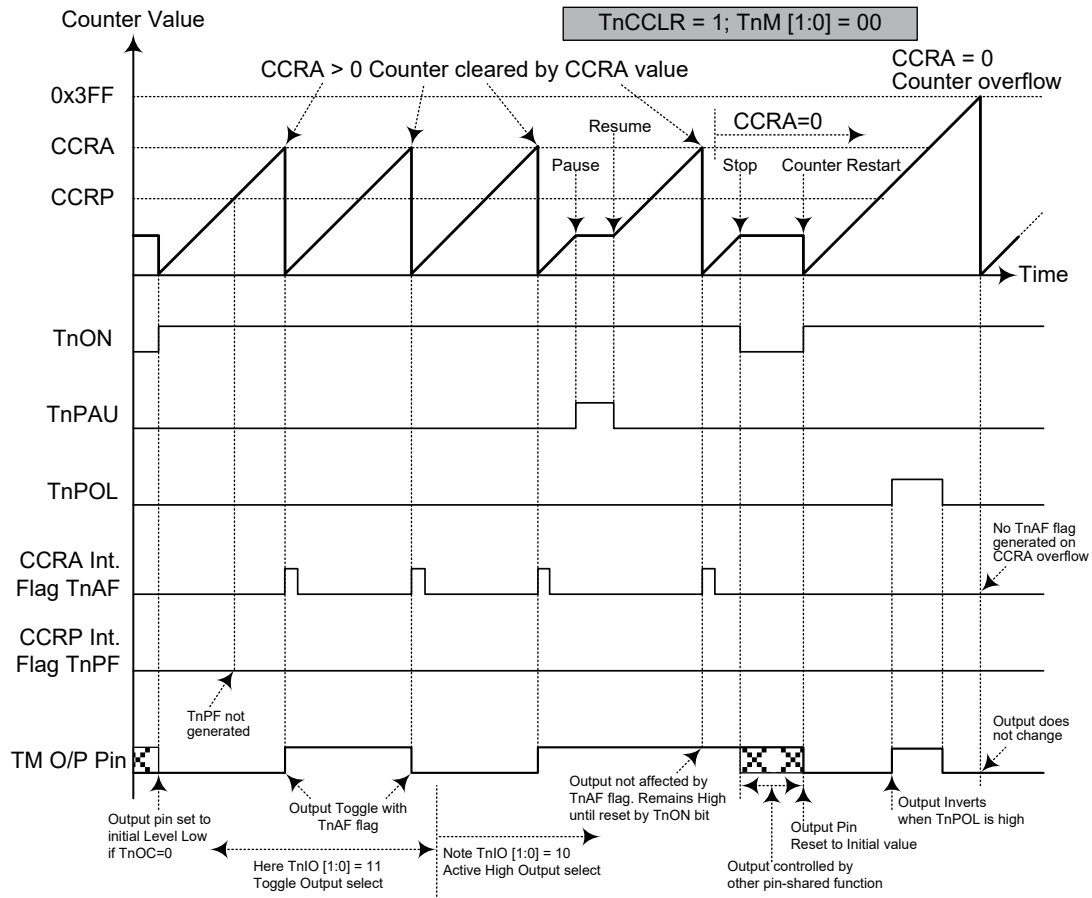 Counter Value
TnCCLR = 1; TnM [1:0] = 00
CCRA > 0 Counter cleared by CCRA value
CCRA = 0
Counter overflow
0x3FF
CCRA
CCRP
Resume
Pause
CCRA=0
Stop
Counter Restart
Time
TnON
TnPAU
TnPOL
CCRA Int.
Flag TnAF
No TnAF flag
generated on
CCRA overflow
CCRP Int.
Flag TnPF
TnPF not
generated
TM O/P Pin
Output does
not change
Output pin set to
initial Level Low
if TnOC=0
Output Toggle with
TnAF flag
Here TnIO [1:0] = 11
Toggle Output select
Note TnIO [1:0] = 10
Active High Output select
Output not affected by
TnAF flag. Remains High
until reset by TnON bit
Output controlled by
other pin-shared function
Output Pin
Reset to Initial value
Output Inverts
when TnPOL is high